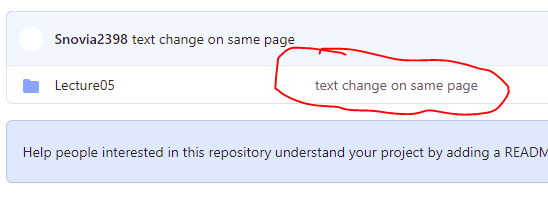 Snovia2398 text change on same page
Lecture05 text change on same page
Help people interested in this repository understand your project by adding a READM